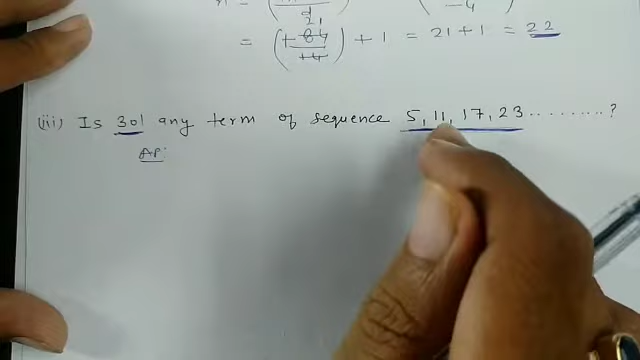 = (+84/+4) + 1 = 21 + 1 = 22
(iii) Is 301 any term of sequence 5, 11, 17, 23 ......... ?
AP: